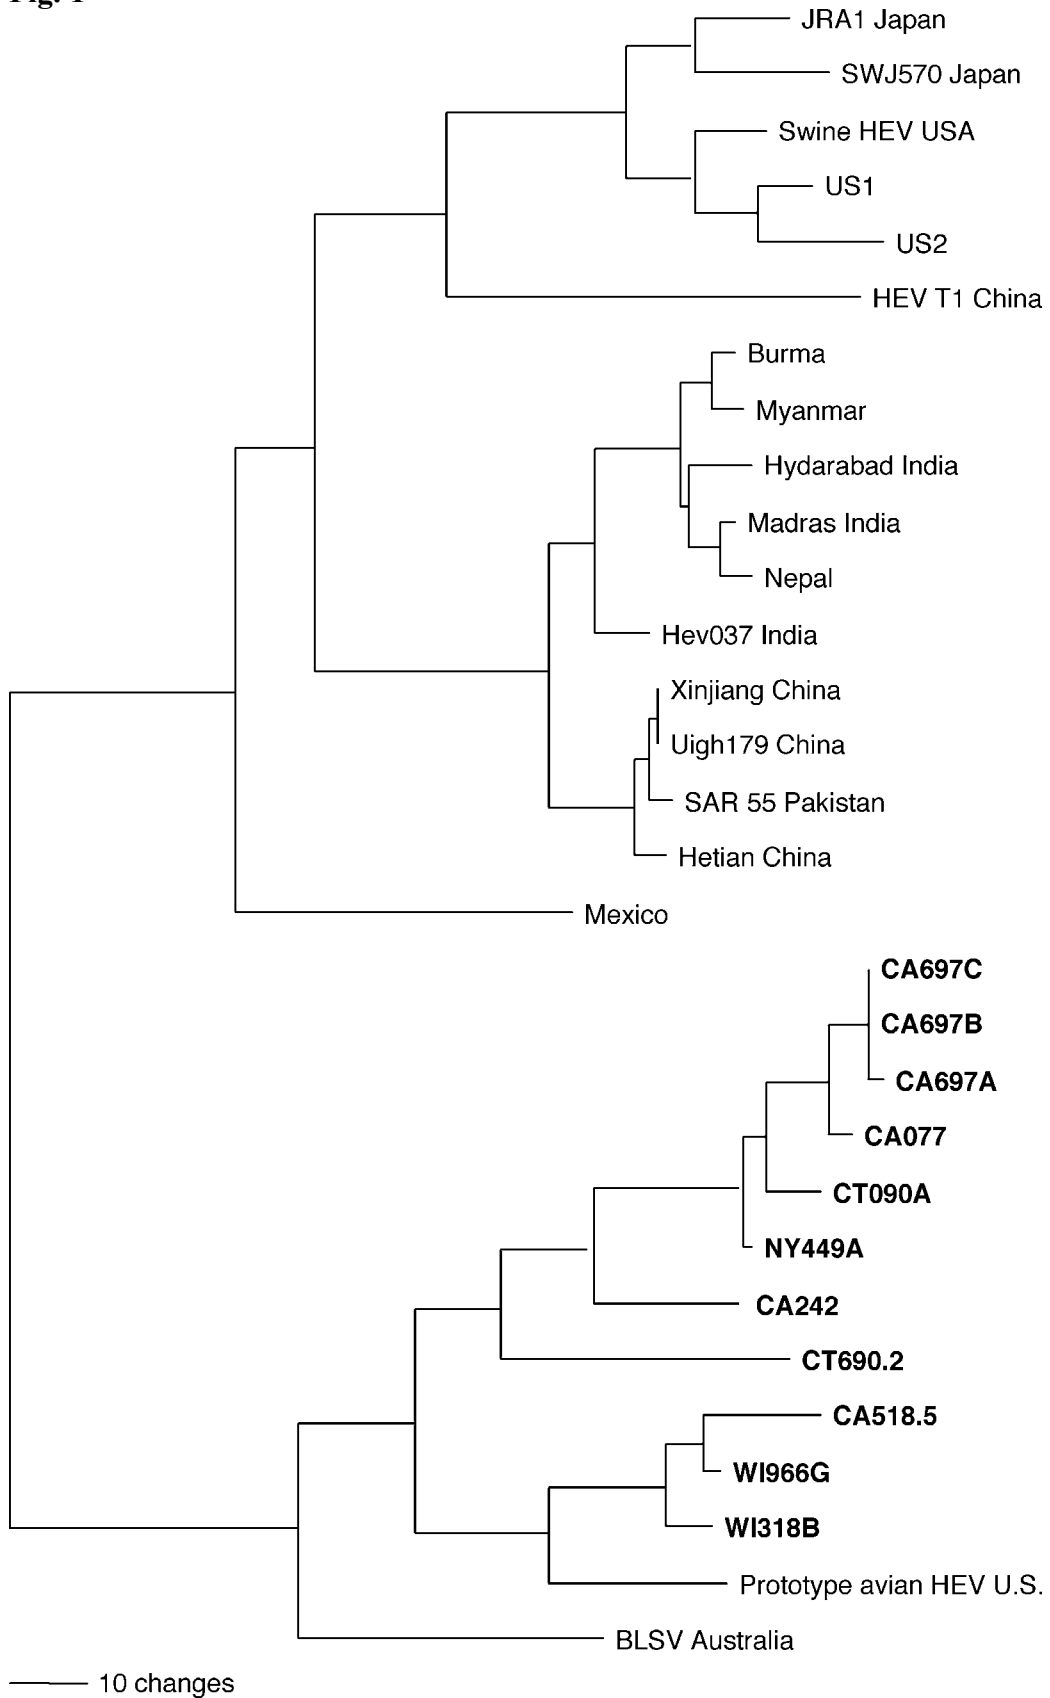 Fig. 1
JRA1 Japan
SWJ570 Japan
Swine HEV USA
US1
US2
HEV T1 China
Burma
Myanmar
Hydarabad India
Madras India
Nepal
Hev037 India
Xinjiang China
Uigh179 China
SAR 55 Pakistan
Hetian China
Mexico
CA697C
CA697B
CA697A
CA077
CT090A
NY449A
CA242
CT690.2
CA518.5
WI966G
WI318B
Prototype avian HEV U.S.
BLSV Australia
10 changes